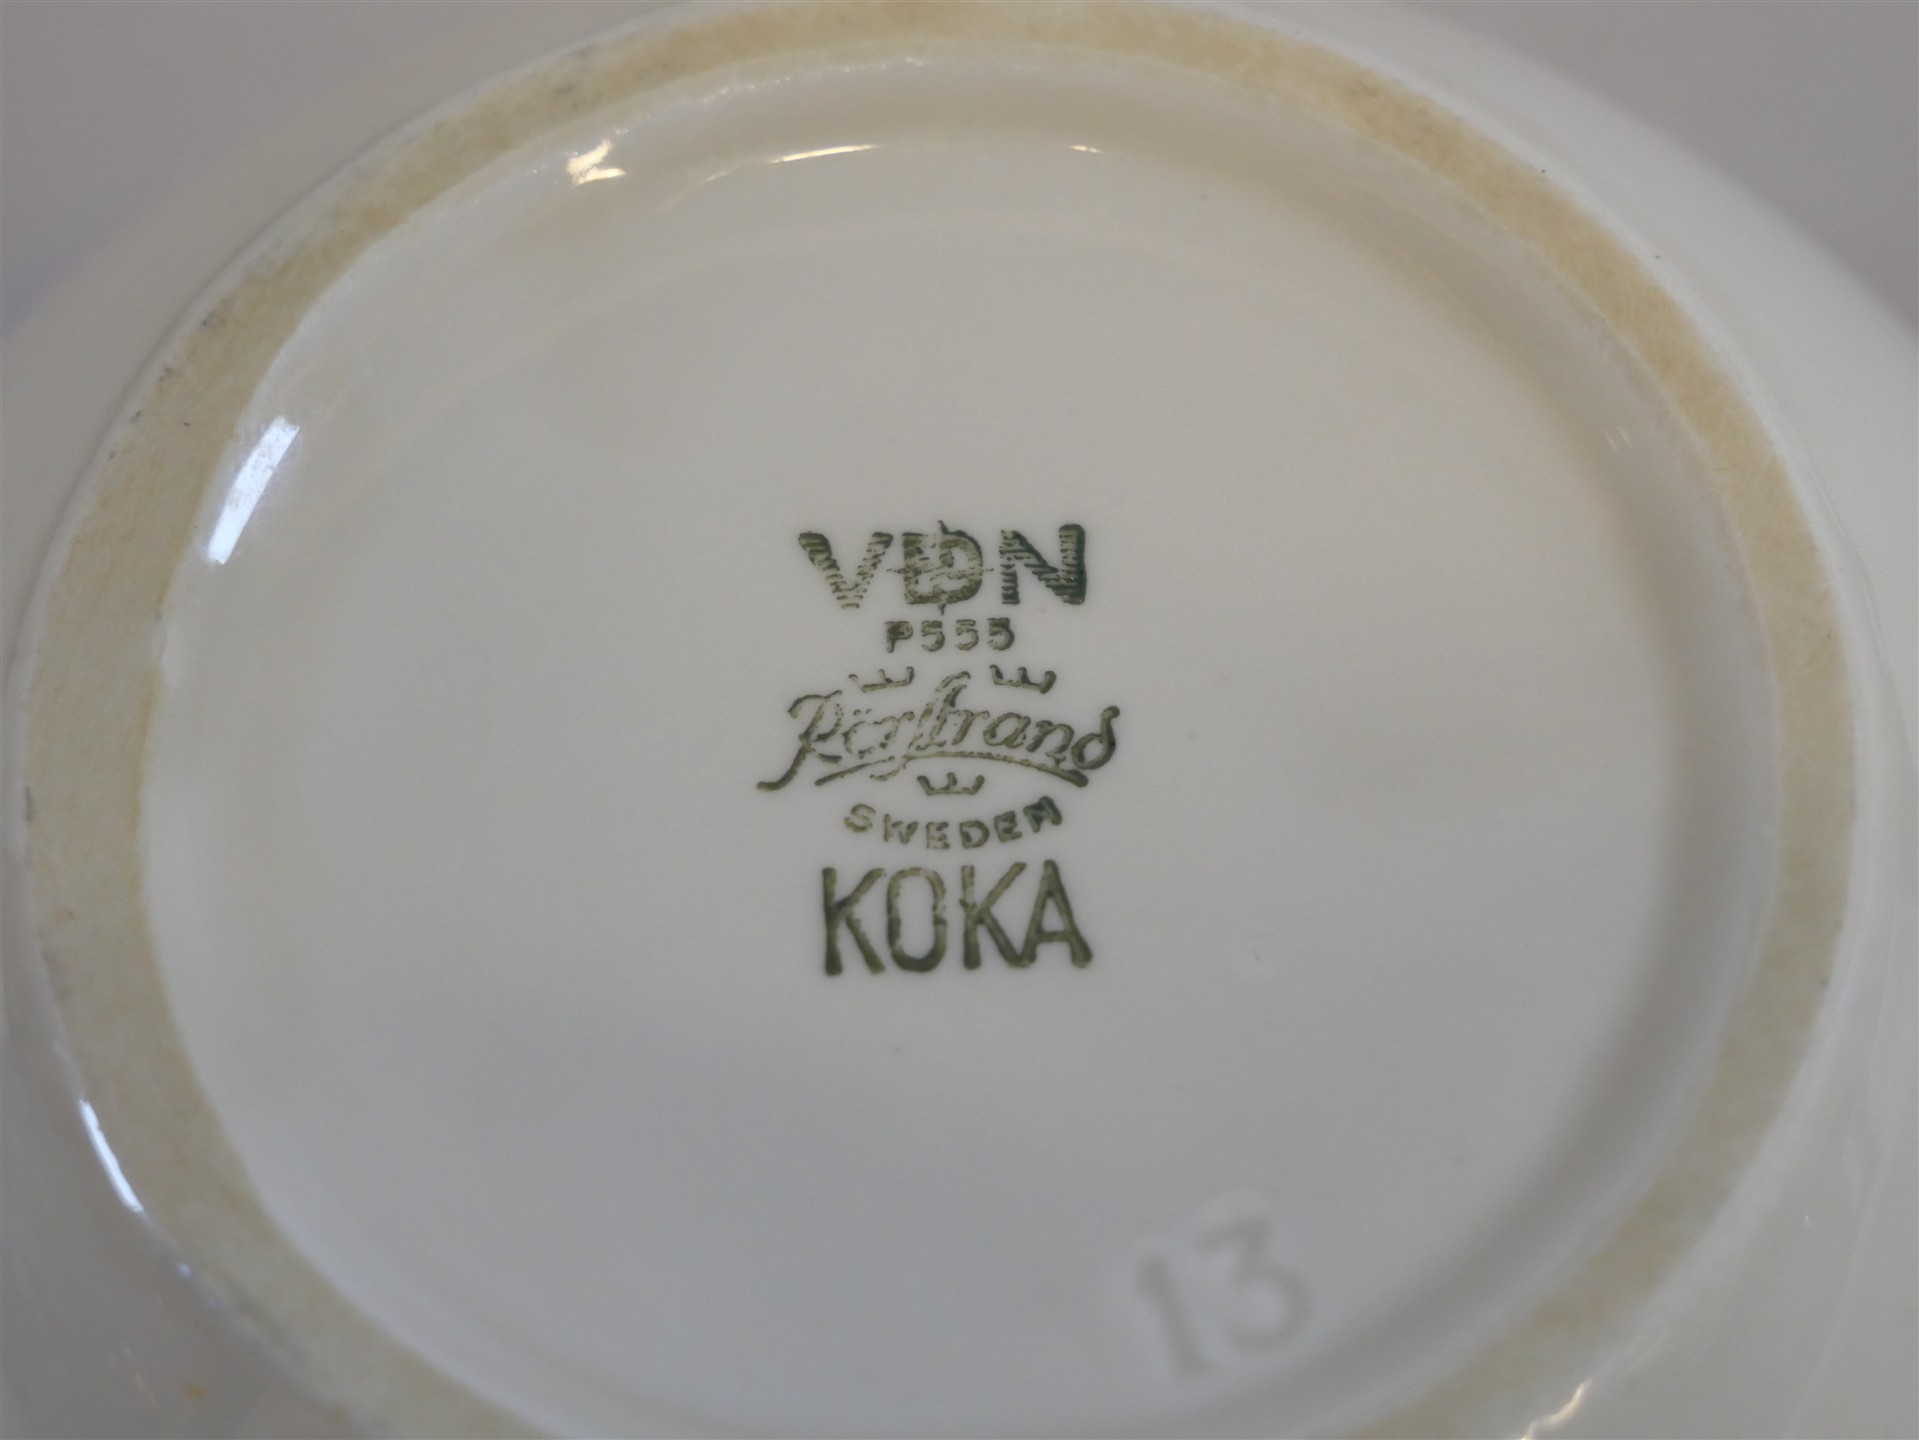 VDN
P555
Rörstrand
SWEDEN
KOKA
13